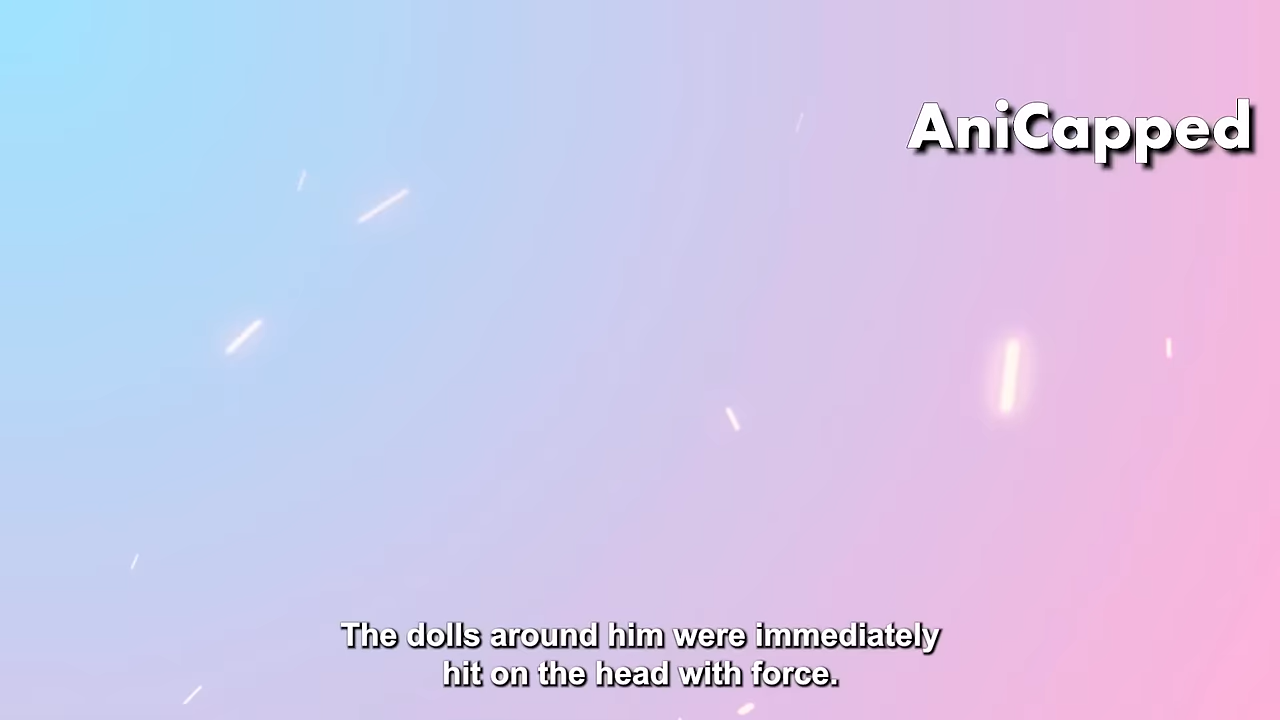 AniCapped
The dolls around him were immediately
hit on the head with force.